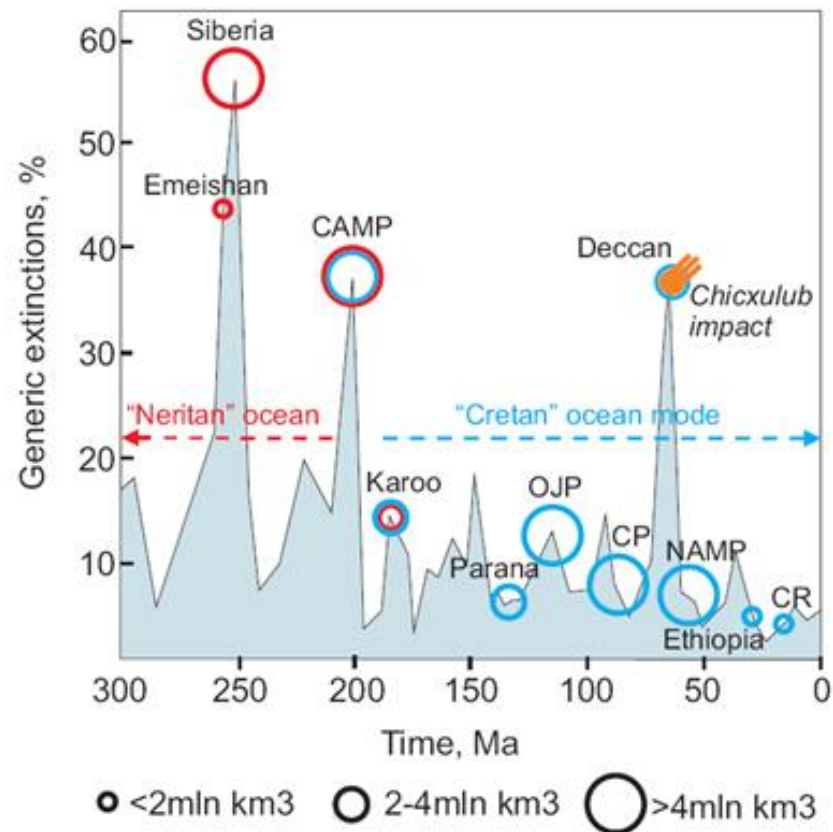 Generic extinctions, %
60
50
40
30
20
10
Siberia
Emeishan
CAMP
Deccan
Chicxulub
impact
"Neritan" ocean
"Cretan" ocean mode
Karoo
OJP
Parana
CP
NAMP
Ethiopia
CR
300 250 200 150 100 50 0
Time, Ma
<2mln km3 2-4mln km3 >4mln km3